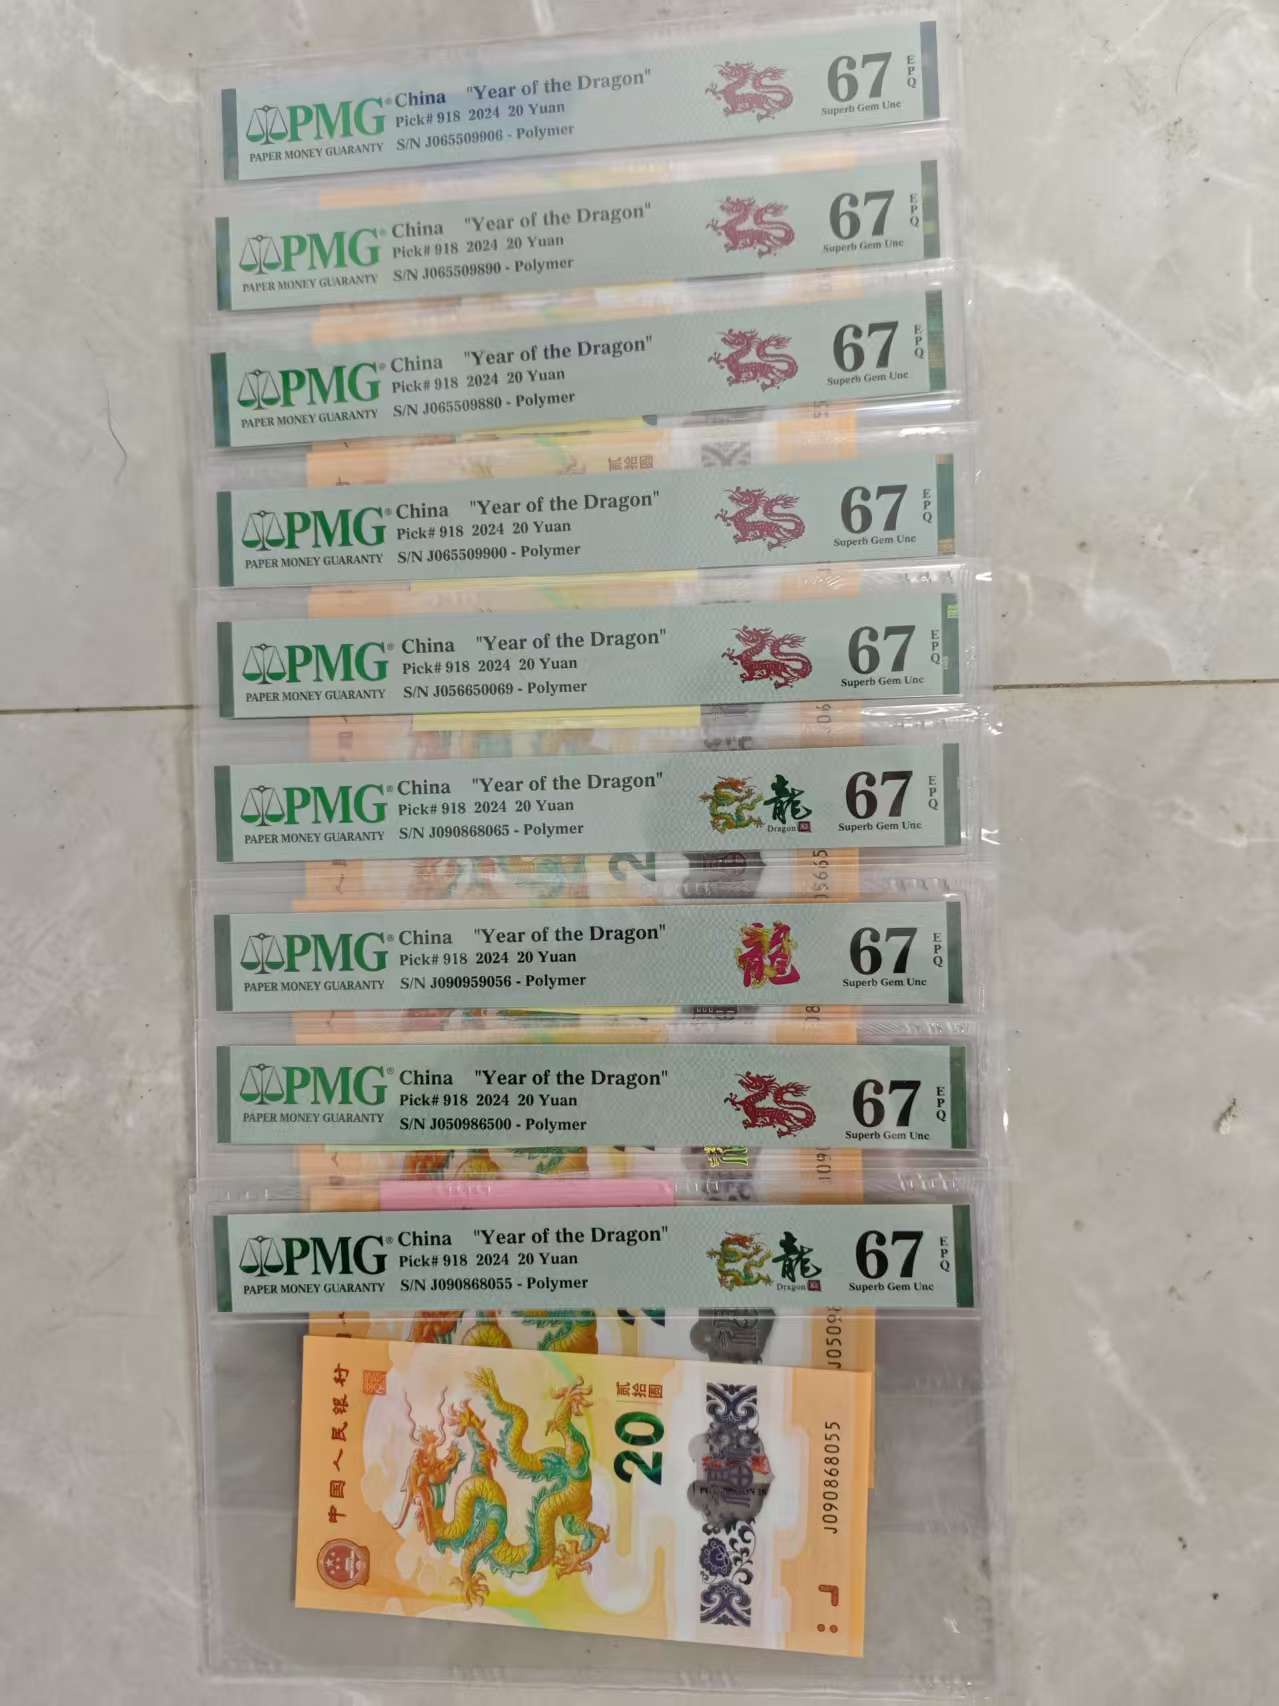 PMG®
PAPER MONEY GUARANTY
China "Year of the Dragon"
Pick# 918 2024 20 Yuan
S/N J065509906 - Polymer
67
EPQ
Superb Gem Unc
PMG®
PAPER MONEY GUARANTY
China "Year of the Dragon"
Pick# 918 2024 20 Yuan
S/N J065509890 - Polymer
67
EPQ
Superb Gem Unc
PMG®
PAPER MONEY GUARANTY
China "Year of the Dragon"
Pick# 918 2024 20 Yuan
S/N J065509880 - Polymer
67
EPQ
Superb Gem Unc
贰拾圆
PMG®
PAPER MONEY GUARANTY
China "Year of the Dragon"
Pick# 918 2024 20 Yuan
S/N J065509900 - Polymer
67
EPQ
Superb Gem Unc
PMG®
PAPER MONEY GUARANTY
China "Year of the Dragon"
Pick# 918 2024 20 Yuan
S/N J056650069 - Polymer
67
EPQ
Superb Gem Unc
J06
PMG®
PAPER MONEY GUARANTY
China "Year of the Dragon"
Pick# 918 2024 20 Yuan
S/N J090868065 - Polymer
龍
Dragon
67
EPQ
Superb Gem Unc
2
J05665
PMG®
PAPER MONEY GUARANTY
China "Year of the Dragon"
Pick# 918 2024 20 Yuan
S/N J090959056 - Polymer
龍
67
EPQ
Superb Gem Unc
PMG®
PAPER MONEY GUARANTY
China "Year of the Dragon"
Pick# 918 2024 20 Yuan
S/N J050986500 - Polymer
67
EPQ
Superb Gem Unc
J090
PMG®
PAPER MONEY GUARANTY
China "Year of the Dragon"
Pick# 918 2024 20 Yuan
S/N J090868055 - Polymer
龍
Dragon
67
EPQ
Superb Gem Unc
J0509
中国人民银行
贰拾圆
20
J090868055